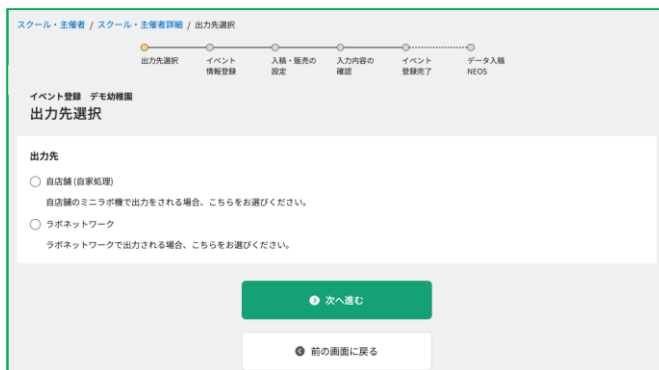 スクール・主催者 / スクール・主催者詳細 / 出力先選択
出力先選択
イベント
情報登録
入稿・販売の
設定
入力内容の
確認
イベント
登録完了
データ入稿
NEOS
イベント登録 デモ幼稚園
出力先選択
出力先
自店舗 (自家処理)
自店舗のミニラボ機で出力をされる場合、こちらをお選びください。
ラボネットワーク
ラボネットワークで出力される場合、こちらをお選びください。
次へ進む
前の画面に戻る